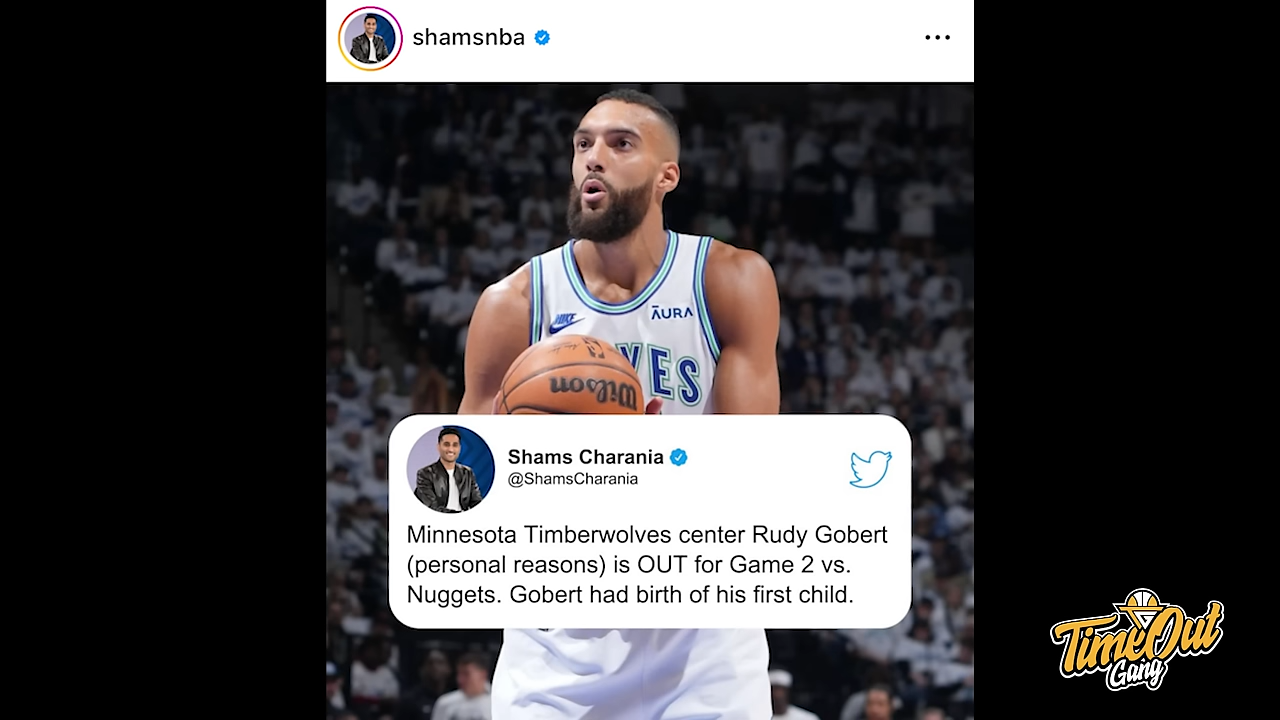 shamsnba
AURA
Wilson
Shams Charania
@ShamsCharania
Minnesota Timberwolves center Rudy Gobert
(personal reasons) is OUT for Game 2 vs.
Nuggets. Gobert had birth of his first child.
TimeOut
Gang